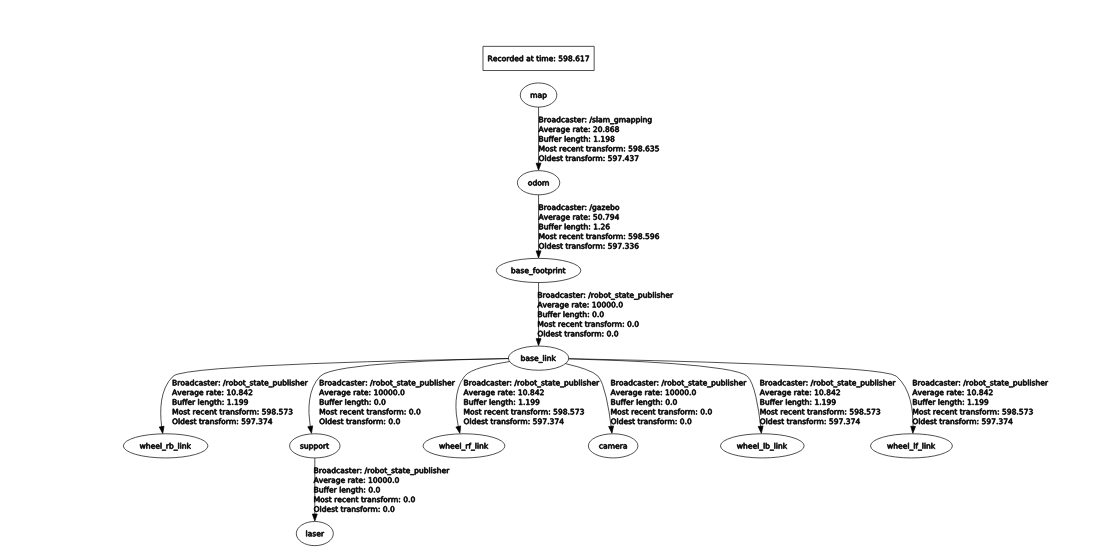 Recorded at time: 598.617
map
Broadcaster: /slam_gmapping
Average rate: 20.868
Buffer length: 1.198
Most recent transform: 598.635
Oldest transform: 597.437
odom
Broadcaster: /gazebo
Average rate: 50.794
Buffer length: 1.26
Most recent transform: 598.596
Oldest transform: 597.336
base_footprint
Broadcaster: /robot_state_publisher
Average rate: 10000.0
Buffer length: 0.0
Most recent transform: 0.0
Oldest transform: 0.0
base_link
Broadcaster: /robot_state_publisher
Average rate: 10.842
Buffer length: 1.199
Most recent transform: 598.573
Oldest transform: 597.374
Broadcaster: /robot_state_publisher
Average rate: 10000.0
Buffer length: 0.0
Most recent transform: 0.0
Oldest transform: 0.0
Broadcaster: /robot_state_publisher
Average rate: 10.842
Buffer length: 1.199
Most recent transform: 598.573
Oldest transform: 597.374
Broadcaster: /robot_state_publisher
Average rate: 10000.0
Buffer length: 0.0
Most recent transform: 0.0
Oldest transform: 0.0
Broadcaster: /robot_state_publisher
Average rate: 10.842
Buffer length: 1.199
Most recent transform: 598.573
Oldest transform: 597.374
Broadcaster: /robot_state_publisher
Average rate: 10.842
Buffer length: 1.199
Most recent transform: 598.573
Oldest transform: 597.374
wheel_rb_link
support
wheel_rf_link
camera
wheel_lb_link
wheel_lf_link
Broadcaster: /robot_state_publisher
Average rate: 10000.0
Buffer length: 0.0
Most recent transform: 0.0
Oldest transform: 0.0
laser